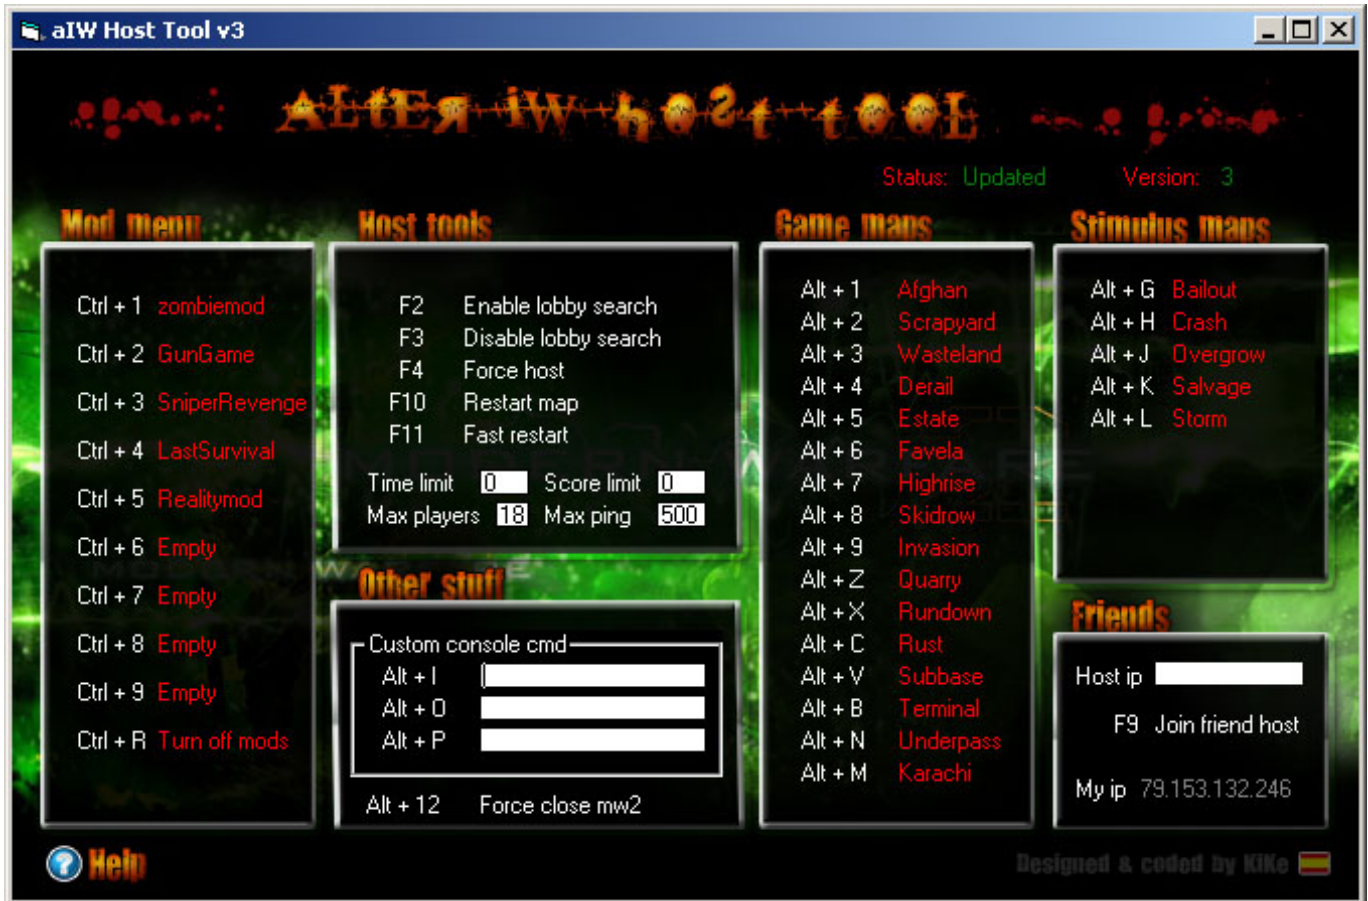 aIW Host Tool v3
ALtER iW hOSt tOOL
Status: Updated Version: 3
Mod menu
Ctrl + 1 zombiemod
Ctrl + 2 GunGame
Ctrl + 3 SniperRevenge
Ctrl + 4 LastSurvival
Ctrl + 5 Realitymod
Ctrl + 6 Empty
Ctrl + 7 Empty
Ctrl + 8 Empty
Ctrl + 9 Empty
Ctrl + R Turn off mods
Host tools
F2 Enable lobby search
F3 Disable lobby search
F4 Force host
F10 Restart map
F11 Fast restart
Time limit 0 Score limit 0
Max players 18 Max ping 500
Other stuff
Custom console cmd
Alt + I
Alt + O
Alt + P
Alt + 12 Force close mw2
Game maps
Alt + 1 Afghan
Alt + 2 Scrapyard
Alt + 3 Wasteland
Alt + 4 Derail
Alt + 5 Estate
Alt + 6 Favela
Alt + 7 Highrise
Alt + 8 Skidrow
Alt + 9 Invasion
Alt + Z Quarry
Alt + X Rundown
Alt + C Rust
Alt + V Subbase
Alt + B Terminal
Alt + N Underpass
Alt + M Karachi
Stimulus maps
Alt + G Bailout
Alt + H Crash
Alt + J Overgrow
Alt + K Salvage
Alt + L Storm
Friends
Host ip
F9 Join friend host
My ip 79.153.132.246
Help
Designed & coded by KiKe
MODERN WARFARE